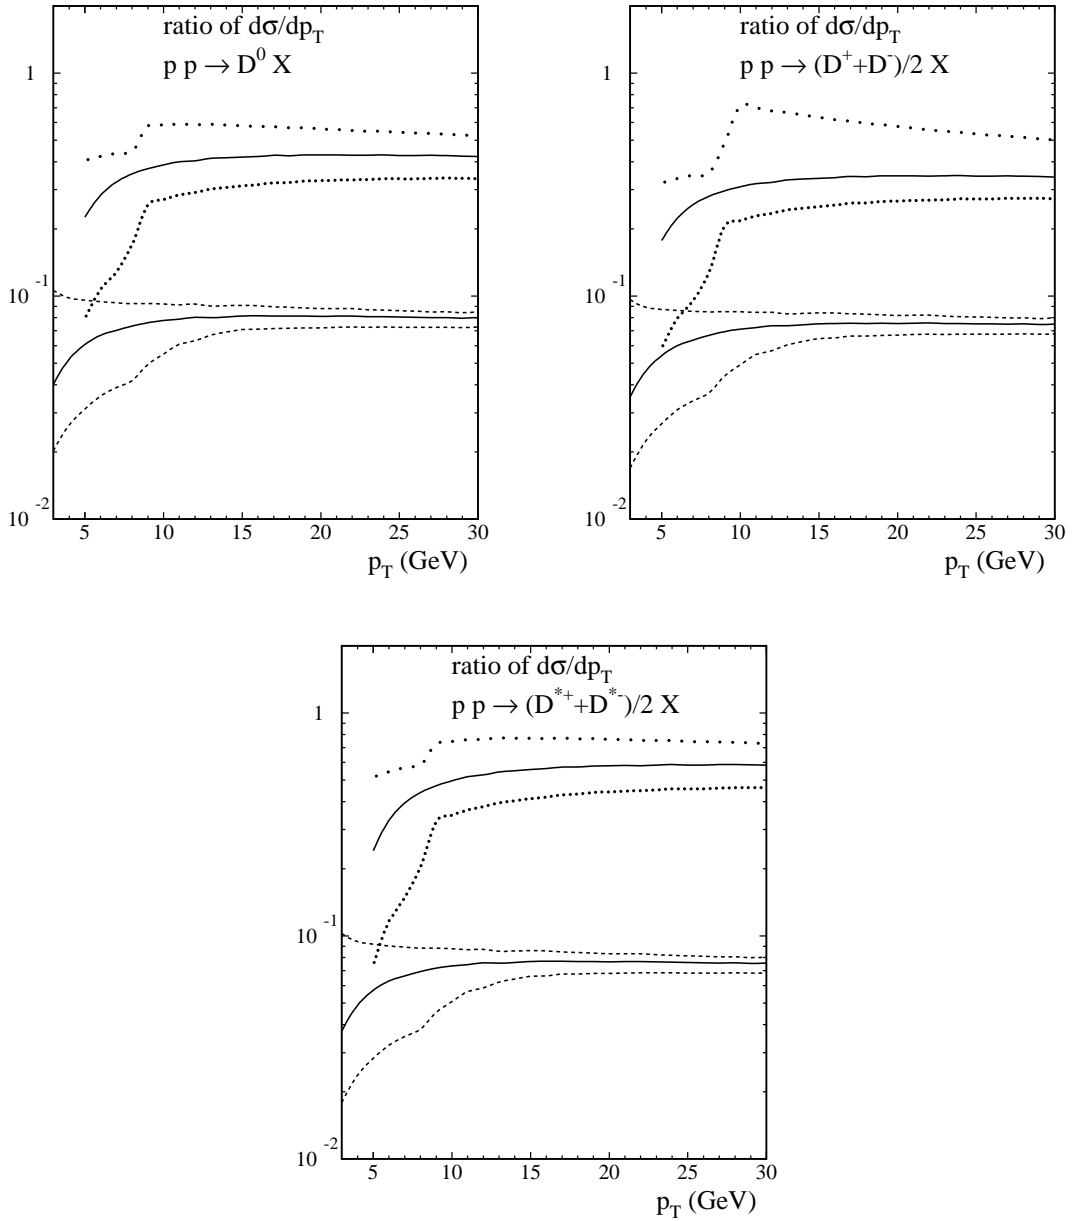 ratio of dσ/dp_T
p p → D^0 X
1
10^-1
10^-2
5 10 15 20 25 30
p_T (GeV)
ratio of dσ/dp_T
p p → (D^+ +D^-)/2 X
1
10^-1
10^-2
5 10 15 20 25 30
p_T (GeV)
ratio of dσ/dp_T
p p → (D^*+ +D^*-)/2 X
1
10^-1
10^-2
5 10 15 20 25 30
p_T (GeV)